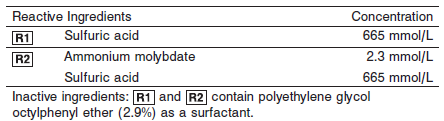 Reactive Ingredients Concentration
R1 Sulfuric acid 665 mmol/L
R2 Ammonium molybdate 2.3 mmol/L
Sulfuric acid 665 mmol/L
Inactive ingredients: R1 and R2 contain polyethylene glycol
octylphenyl ether (2.9%) as a surfactant.